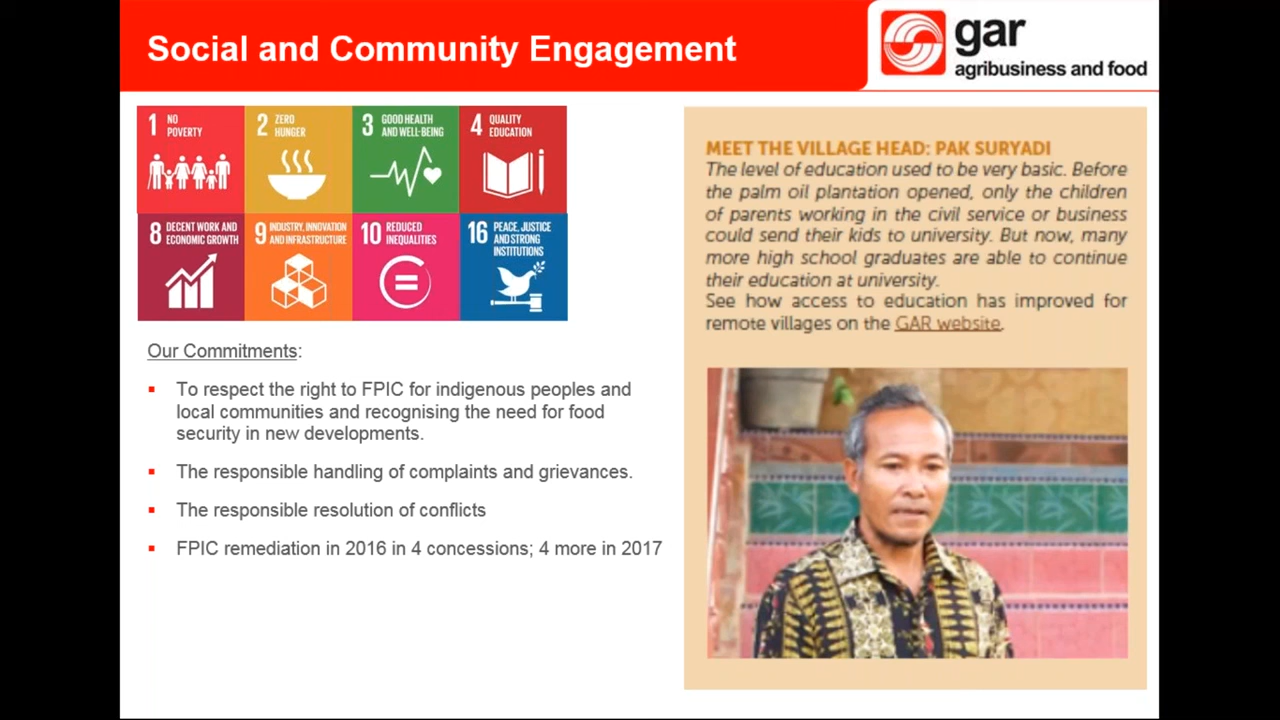 Social and Community Engagement
gar
agribusiness and food
1 NO
POVERTY
2 ZERO
HUNGER
3 GOOD HEALTH
AND WELL-BEING
4 QUALITY
EDUCATION
8 DECENT WORK AND
ECONOMIC GROWTH
9 INDUSTRY, INNOVATION
AND INFRASTRUCTURE
10 REDUCED
INEQUALITIES
16 PEACE, JUSTICE
AND STRONG
INSTITUTIONS
Our Commitments:
▪ To respect the right to FPIC for indigenous peoples and
local communities and recognising the need for food
security in new developments.
▪ The responsible handling of complaints and grievances.
▪ The responsible resolution of conflicts
▪ FPIC remediation in 2016 in 4 concessions; 4 more in 2017
MEET THE VILLAGE HEAD: PAK SURYADI
The level of education used to be very basic. Before
the palm oil plantation opened, only the children
of parents working in the civil service or business
could send their kids to university. But now, many
more high school graduates are able to continue
their education at university.
See how access to education has improved for
remote villages on the GAR website.